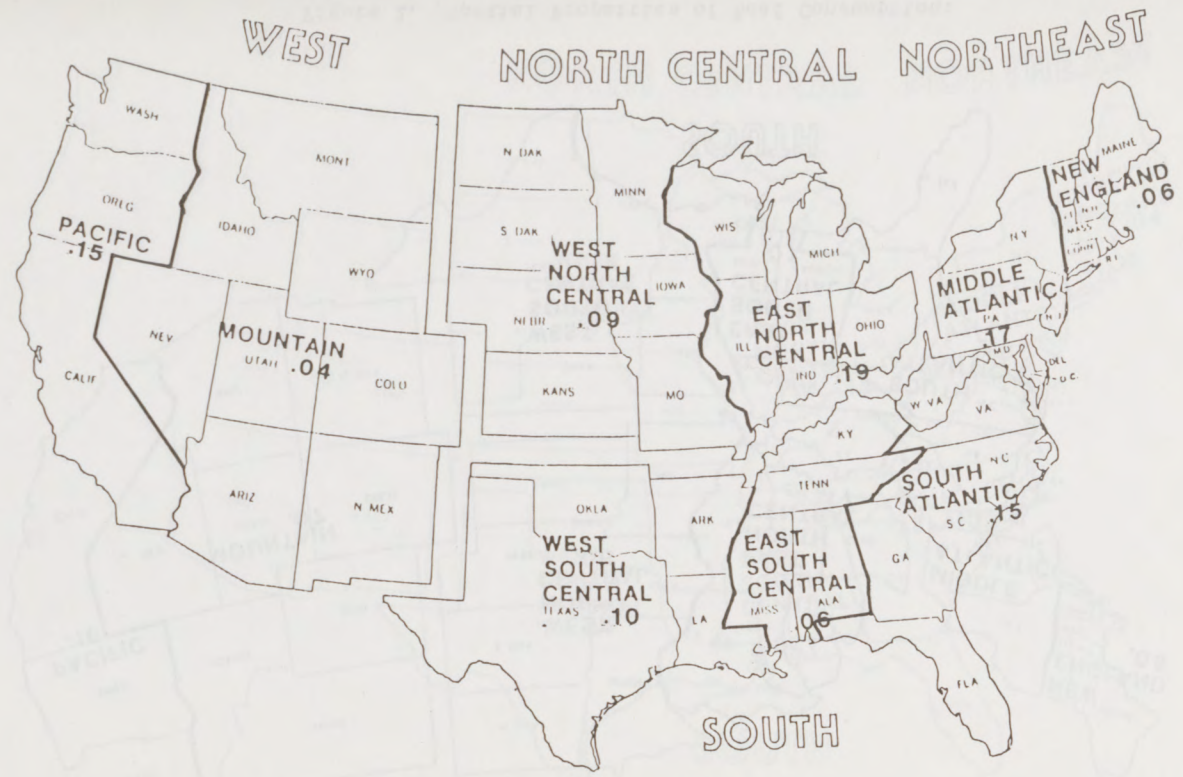 WEST
NORTH CENTRAL
NORTHEAST
WASH
OREG
PACIFIC
.15
CALIF
NEV
IDAHO
MONT
WYO
MOUNTAIN
UTAH .04
COLO
ARIZ
N MEX
N DAK
S DAK
MINN
WEST
NORTH
CENTRAL
IOWA
NEBR .09
KANS
MO
WIS
MICH
EAST
NORTH
CENTRAL
ILL
IND .19
OHIO
MAINE
NEW
ENGLAND
.06
N H
MASS
CONN
R I
N Y
MIDDLE
ATLANTIC
PA
.17
N J
MD
DEL
D C
W VA
VA
KY
TENN
N C
SOUTH
ATLANTIC
S C .15
GA
FLA
EAST
SOUTH
CENTRAL
MISS
ALA
.06
OKLA
ARK
WEST
SOUTH
CENTRAL
TEXAS .10
LA
SOUTH